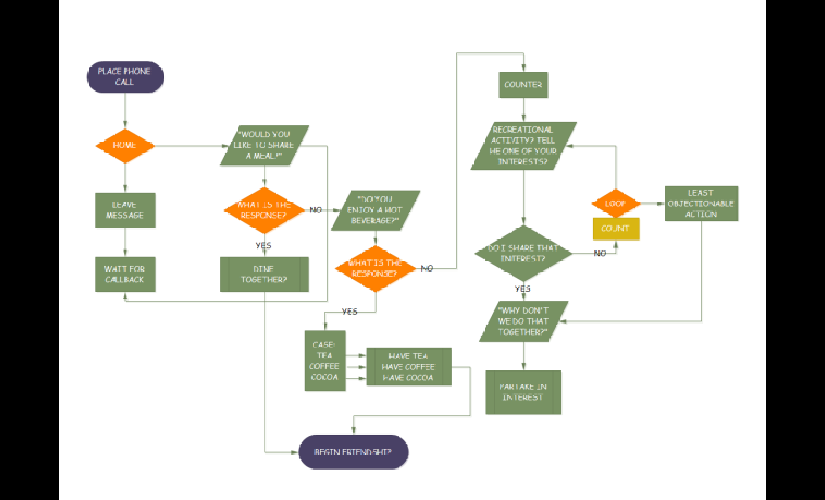 PLACE PHONE
CALL
HOME
LEAVE
MESSAGE
WAIT FOR
CALLBACK
"WOULD YOU
LIKE TO SHARE
A MEAL?"
WHAT IS THE
RESPONSE?
NO
YES
DINE
TOGETHER?
"DO YOU
ENJOY A HOT
BEVERAGE?"
WHAT IS THE
RESPONSE?
NO
YES
CASE:
TEA
COFFEE
COCOA
HAVE TEA
HAVE COFFEE
HAVE COCOA
BEGIN FRIENDSHI?
COUNTER
RECREATIONAL
ACTIVITY? TELL
ME ONE OF YOUR
INTERESTS?
DO I SHARE THAT
INTEREST?
NO
YES
LOOP
COUNT
LEAST
OBJECTIONABLE
ACTION
"WHY DON'T
WE DO THAT
TOGETHER?"
PARTAKE IN
INTEREST